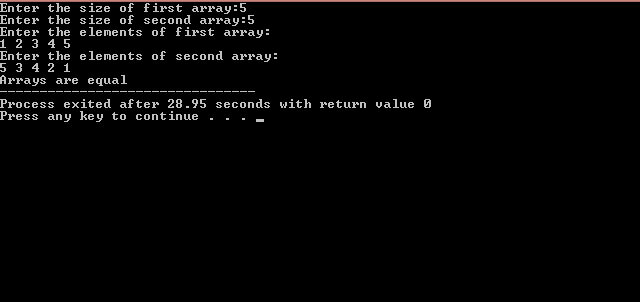 Enter the size of first array:5
Enter the size of second array:5
Enter the elements of first array:
1 2 3 4 5
Enter the elements of second array:
5 3 4 2 1
Arrays are equal
--------------------------------
Process exited after 28.95 seconds with return value 0
Press any key to continue . . . _